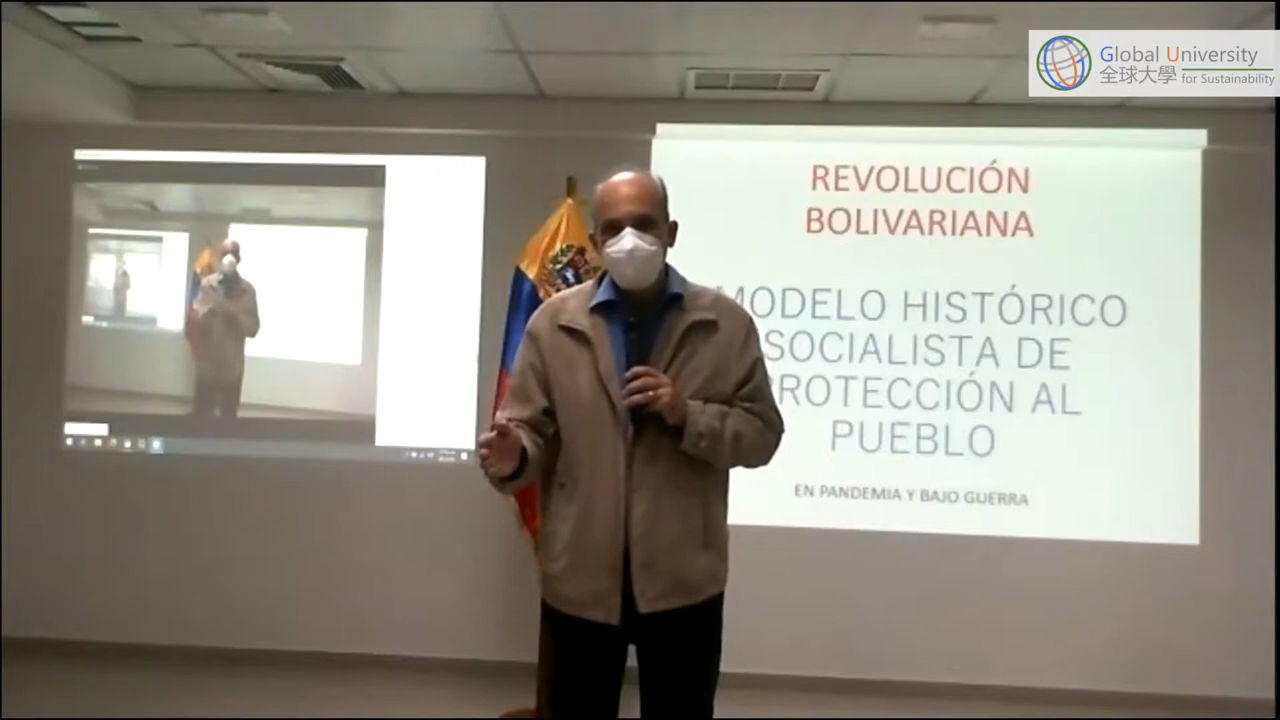 Global University
全球大學 for Sustainability
REVOLUCIÓN
BOLIVARIANA
MODELO HISTÓRICO
SOCIALISTA DE
PROTECCIÓN AL
PUEBLO
EN PANDEMIA Y BAJO GUERRA